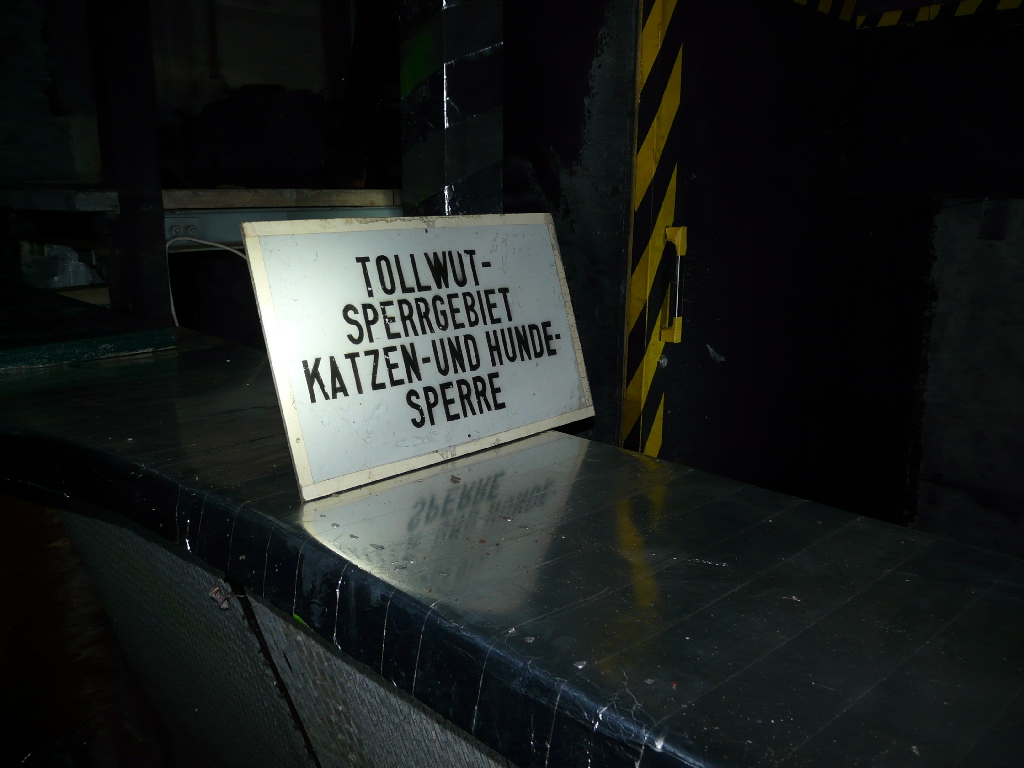 TOLLWUT-
SPERRGEBIET
KATZEN-UND HUNDE-
SPERRE